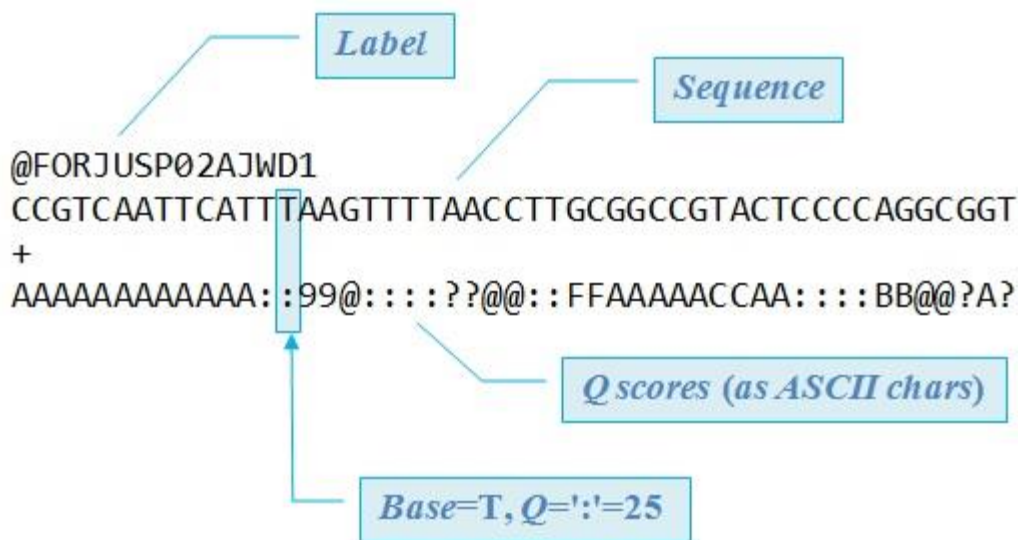 Label
Sequence
@FORJUSP02AJWD1
CCGTCAATTCATTTAAGTTTTAACCTTGCGGCCGTACTCCCCAGGCGGT
+
AAAAAAAAAAAA::99@::::??@@::FFAAAAACCAA::::BB@@?A?
Q scores (as ASCII chars)
Base=T, Q=':'=25